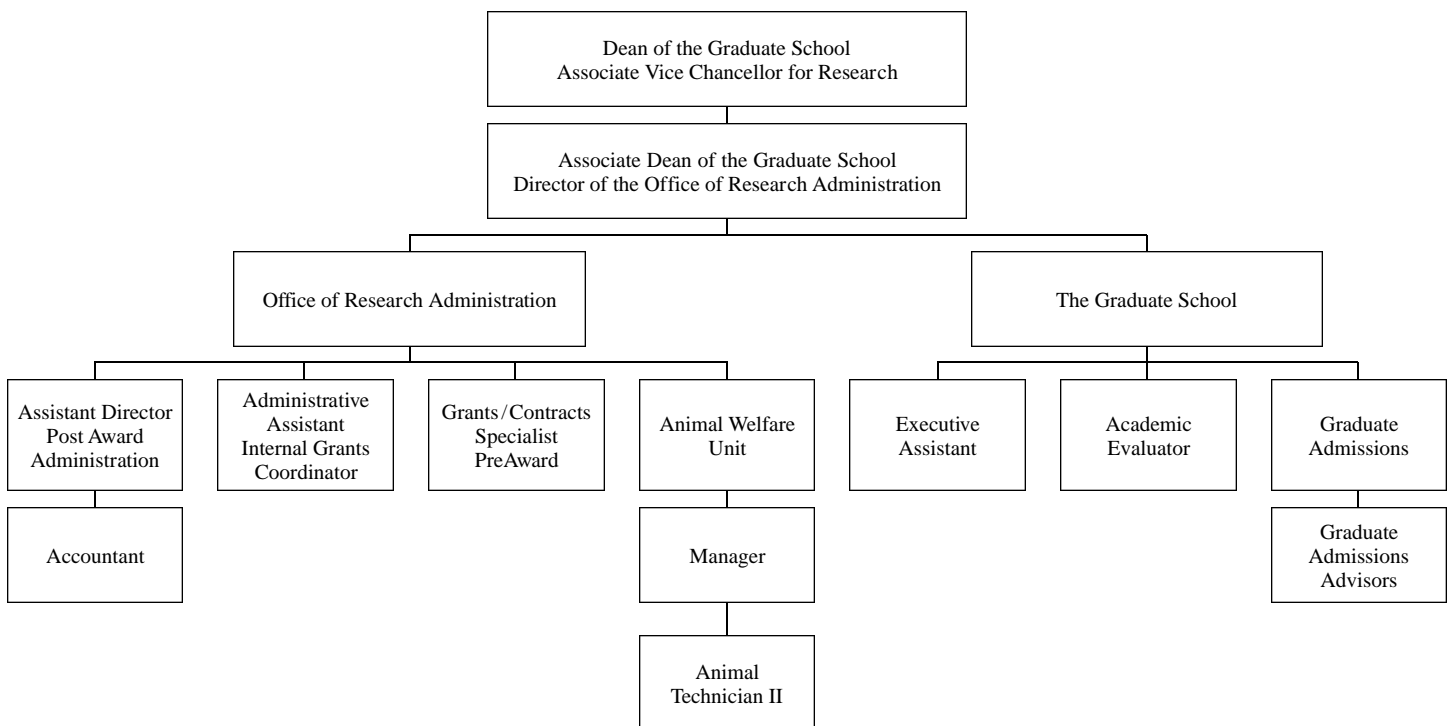 Dean of the Graduate School
Associate Vice Chancellor for Research
Associate Dean of the Graduate School
Director of the Office of Research Administration
Office of Research Administration
The Graduate School
Assistant Director
Post Award
Administration
Administrative
Assistant
Internal Grants
Coordinator
Grants/Contracts
Specialist
PreAward
Animal Welfare
Unit
Executive
Assistant
Academic
Evaluator
Graduate
Admissions
Accountant
Manager
Graduate
Admissions
Advisors
Animal
Technician II